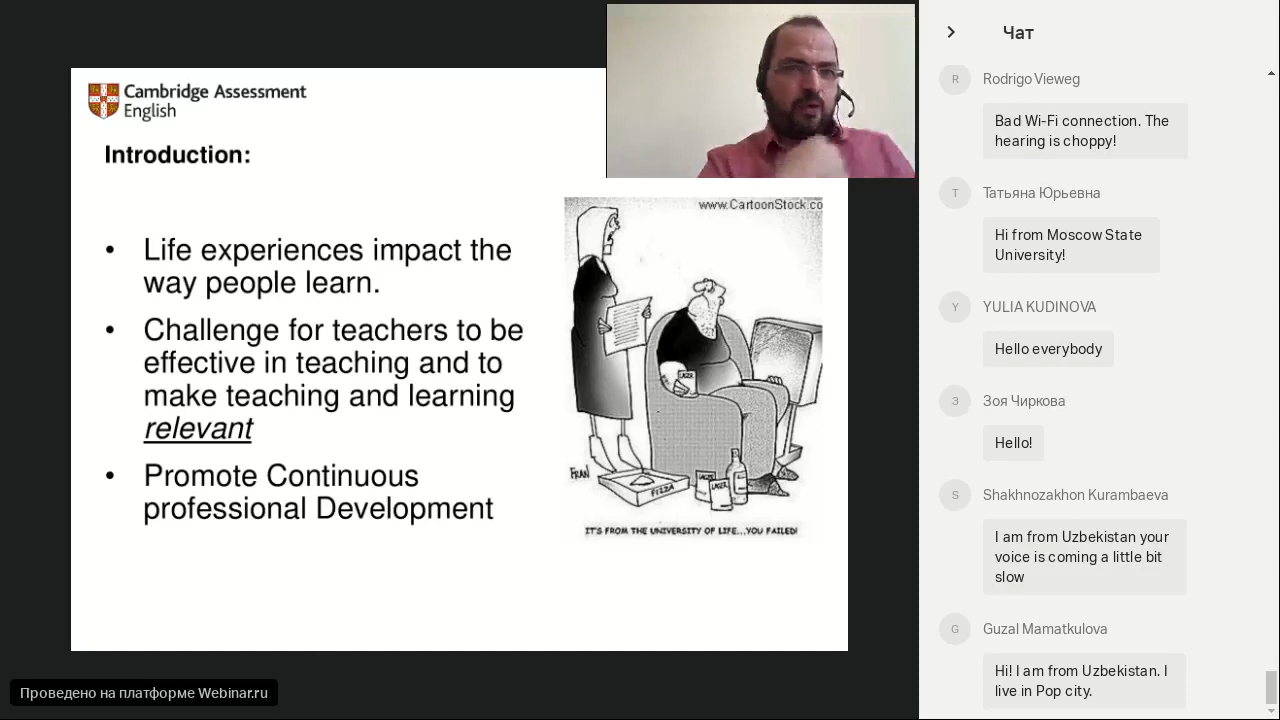 Cambridge Assessment
English
Introduction:
• Life experiences impact the
way people learn.
• Challenge for teachers to be
effective in teaching and to
make teaching and learning
relevant
• Promote Continuous
professional Development
www.CartoonStock.co
LAGER
FRAN
PIZZA
LAGER
LAGER
IT'S FROM THE UNIVERSITY OF LIFE...YOU FAILED!
Проведено на платформе Webinar.ru
Чат
R
Rodrigo Vieweg
Bad Wi-Fi connection. The
hearing is choppy!
T
Татьяна Юрьевна
Hi from Moscow State
University!
Y
YULIA KUDINOVA
Hello everybody
З
Зоя Чиркова
Hello!
S
Shakhnozakhon Kurambaeva
I am from Uzbekistan your
voice is coming a little bit
slow
G
Guzal Mamatkulova
Hi! I am from Uzbekistan. I
live in Pop city.